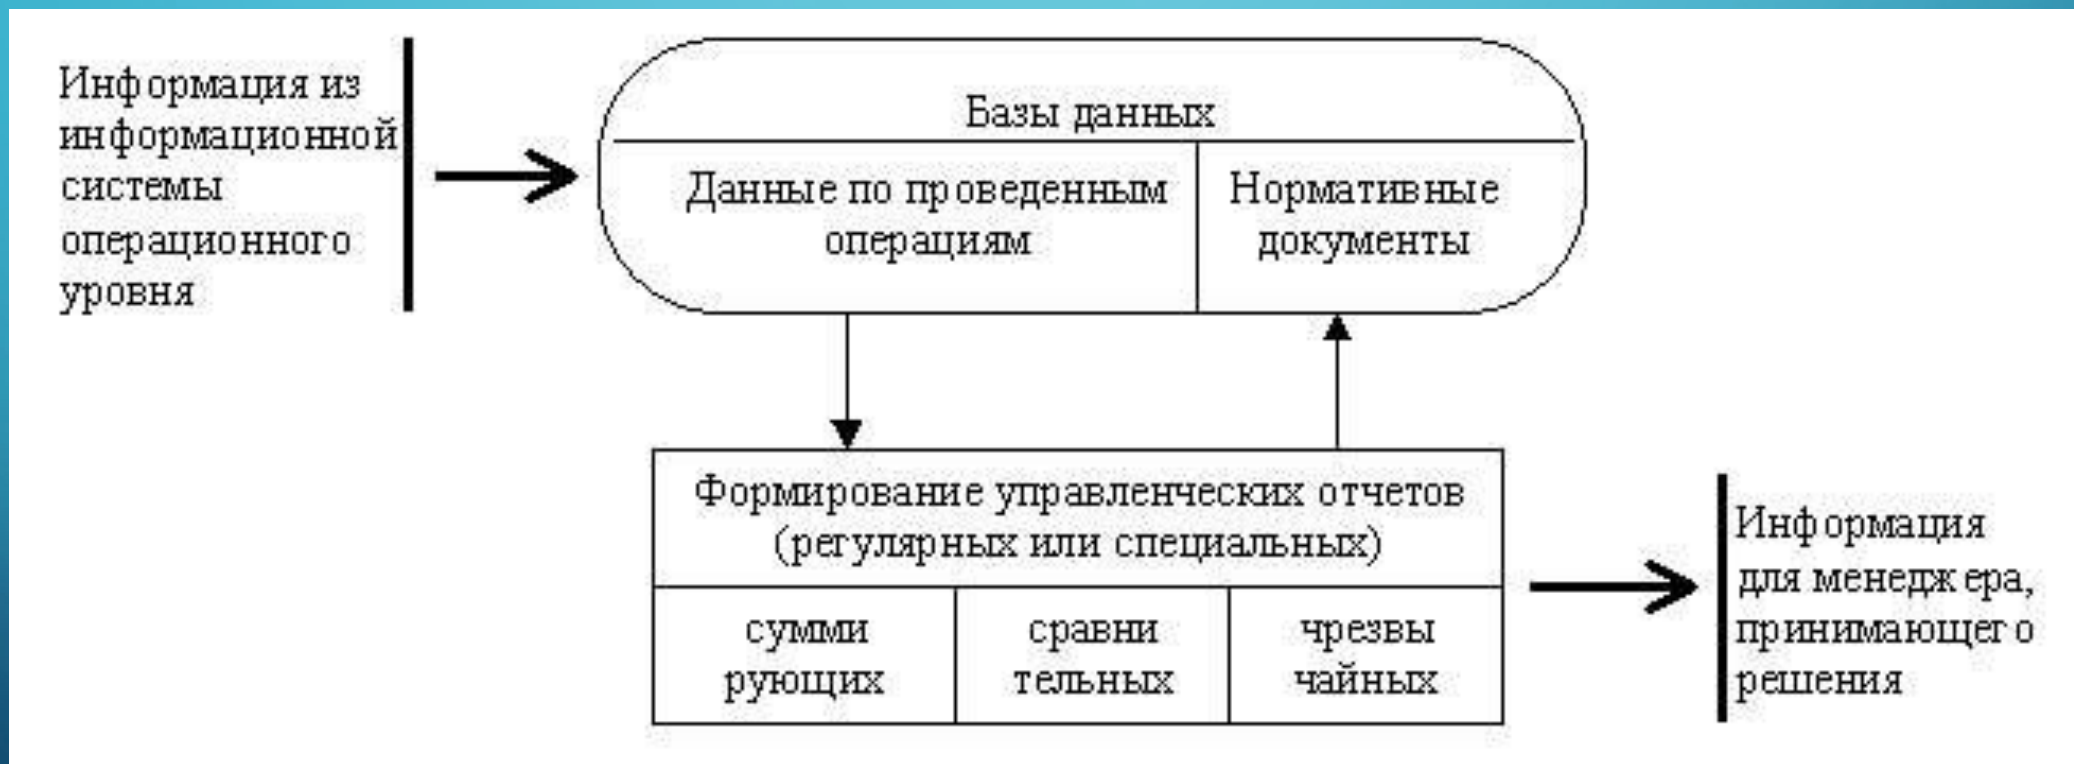 Информация из
информационной
системы
операционного
уровня
Базы данных
Данные по проведенным
операциям
Нормативные
документы
Формирование управленческих отчетов
(регулярных или специальных)
сумми
рующих
сравни
тельных
чрезвы
чайных
Информация
для менеджера,
принимающего
решения